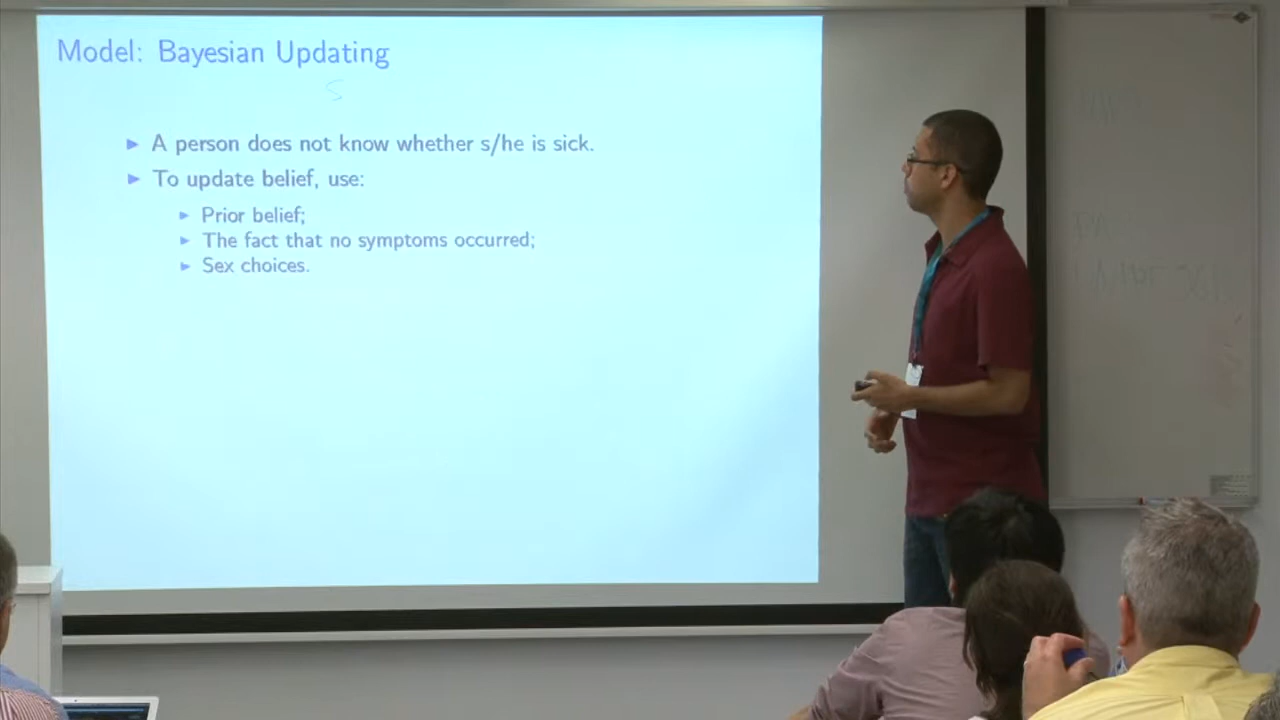 Model: Bayesian Updating
► A person does not know whether s/he is sick.
► To update belief, use:
► Prior belief;
► The fact that no symptoms occurred;
► Sex choices.